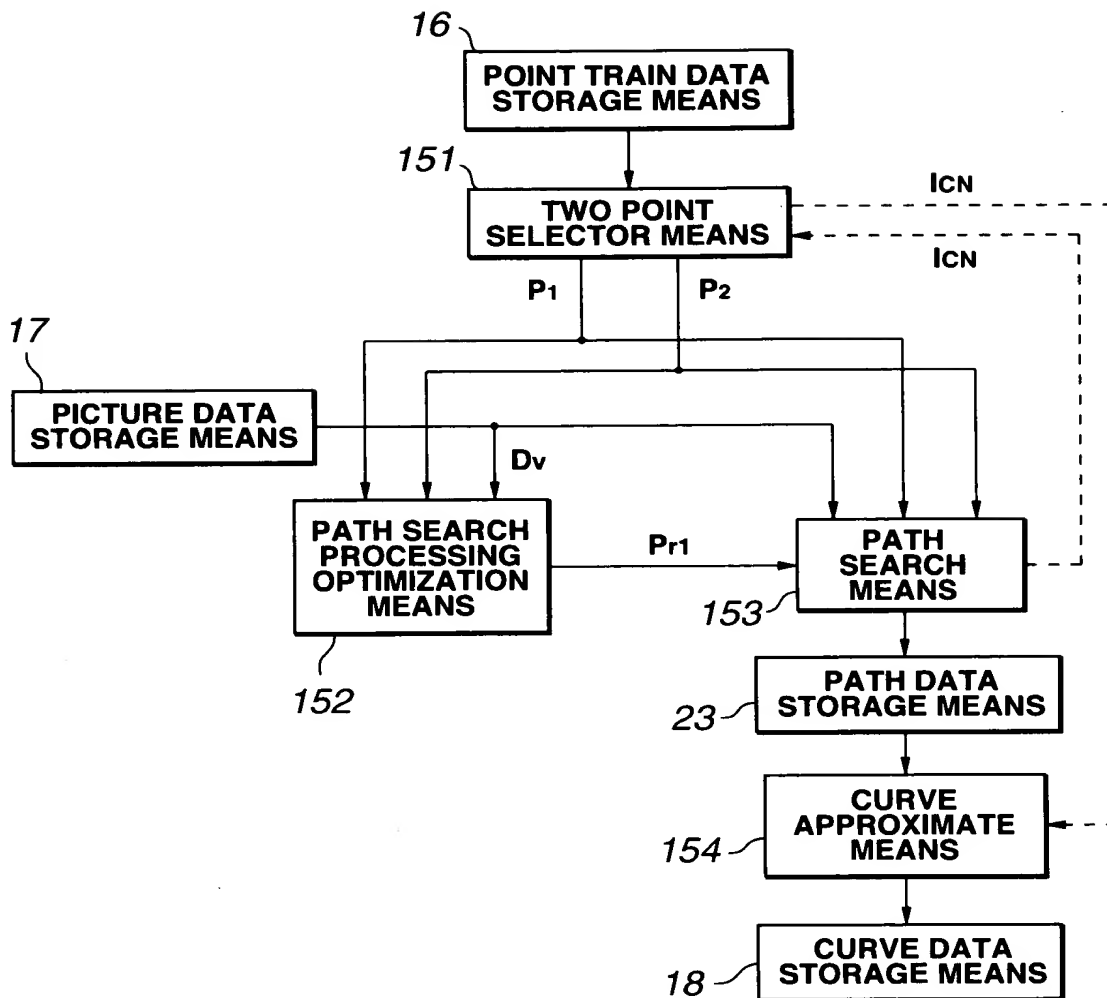 16
POINT TRAIN DATA
STORAGE MEANS
151
TWO POINT
SELECTOR MEANS
ICN
ICN
P1
P2
17
PICTURE DATA
STORAGE MEANS
Dv
PATH SEARCH
PROCESSING
OPTIMIZATION
MEANS
152
Pr1
PATH
SEARCH
MEANS
153
PATH DATA
STORAGE MEANS
23
CURVE
APPROXIMATE
MEANS
154
CURVE DATA
STORAGE MEANS
18